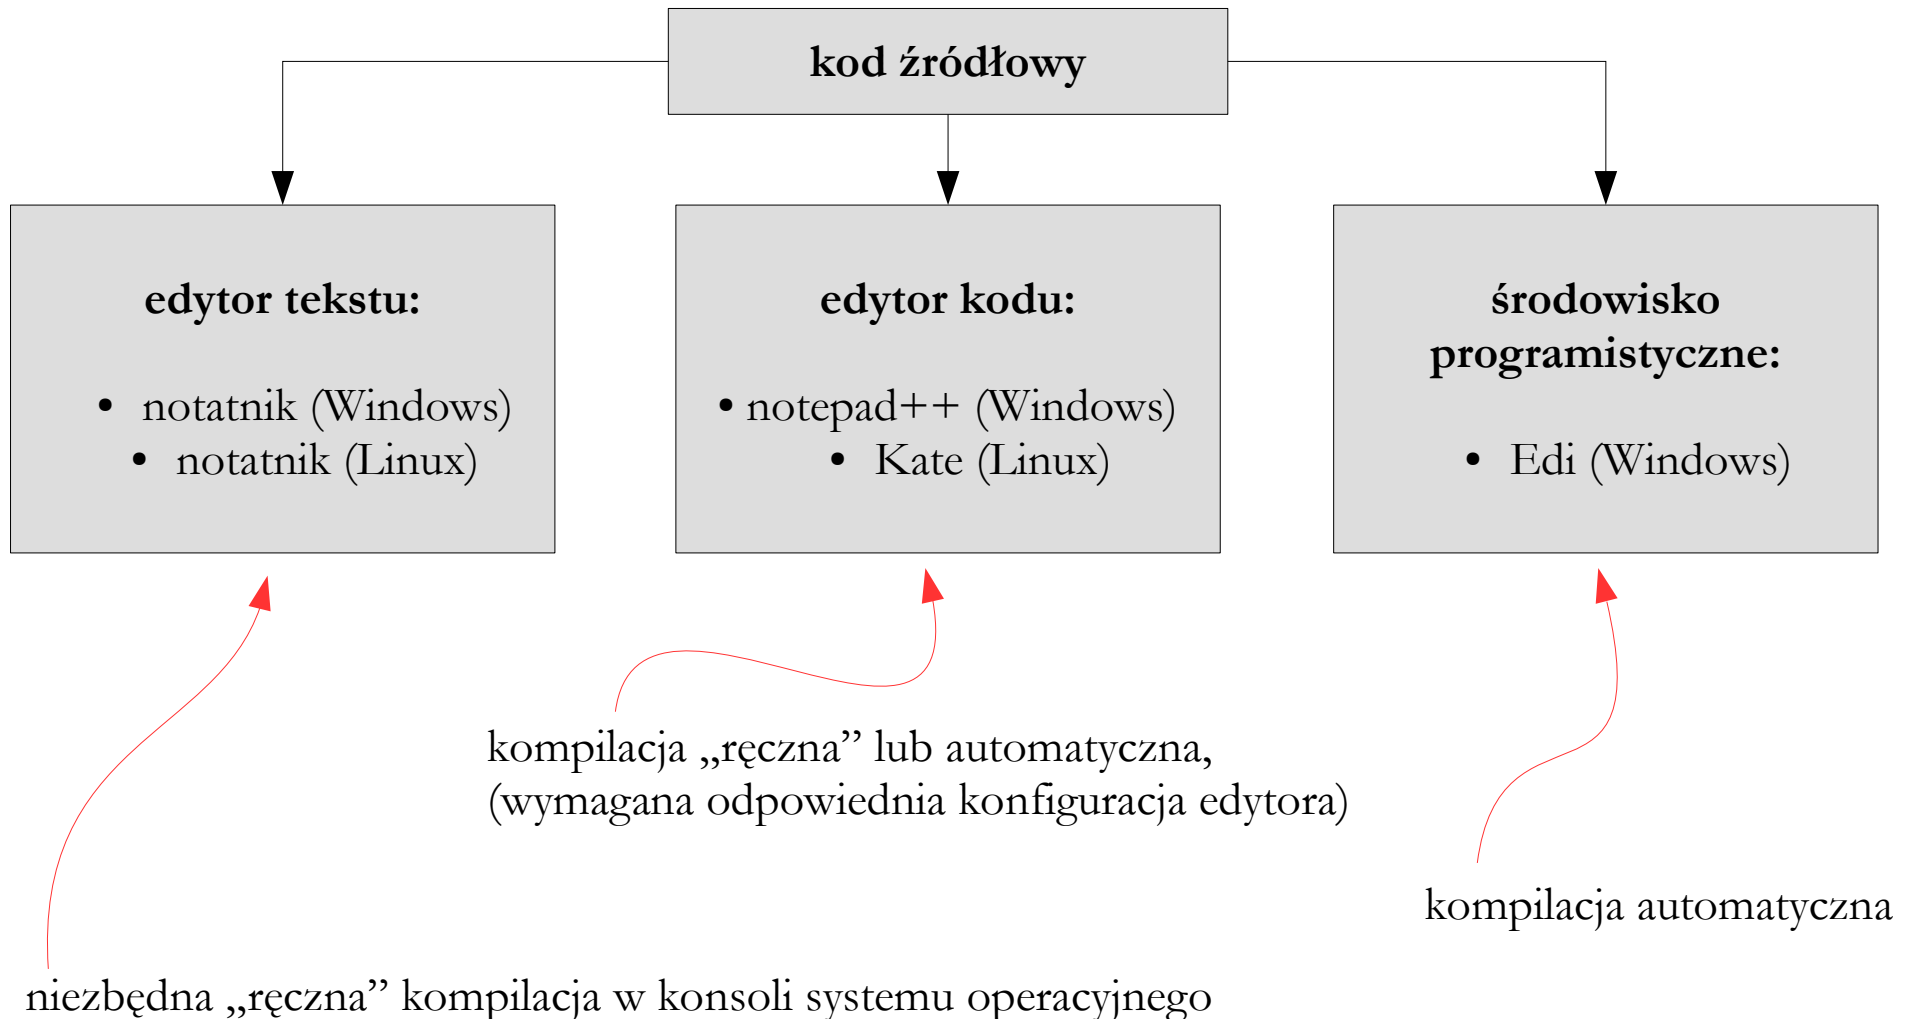 kod źródłowy
edytor tekstu:
• notatnik (Windows)
• notatnik (Linux)
edytor kodu:
• notepad++ (Windows)
• Kate (Linux)
środowisko
programistyczne:
• Edi (Windows)
kompilacja „ręczna” lub automatyczna,
(wymagana odpowiednia konfiguracja edytora)
kompilacja automatyczna
niezbędna „ręczna” kompilacja w konsoli systemu operacyjnego